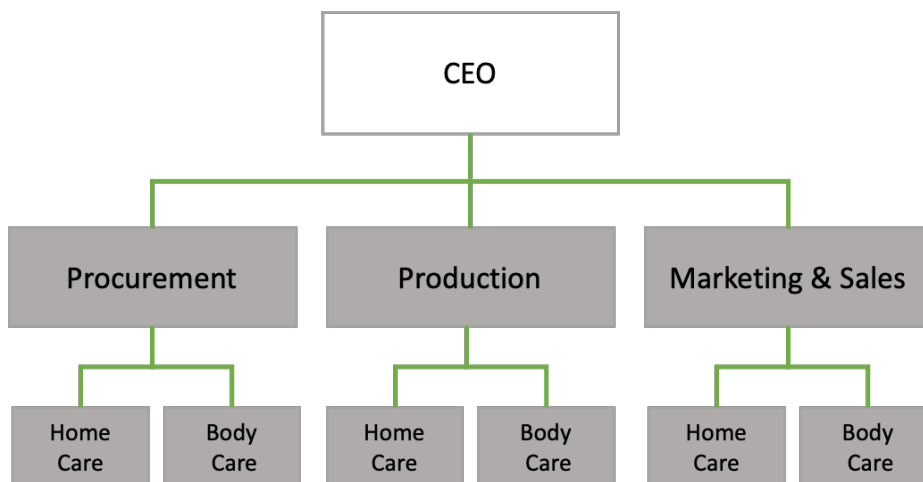 CEO
Procurement
Production
Marketing & Sales
Home
Care
Body
Care
Home
Care
Body
Care
Home
Care
Body
Care